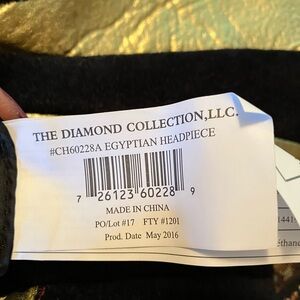 THE DIAMOND COLLECTION,LLC.
#CH60228A EGYPTIAN HEADPIECE
7 26123 60228 9
MADE IN CHINA
PO/Lot #17 FTY #1201
Prod. Date May 2016
1441